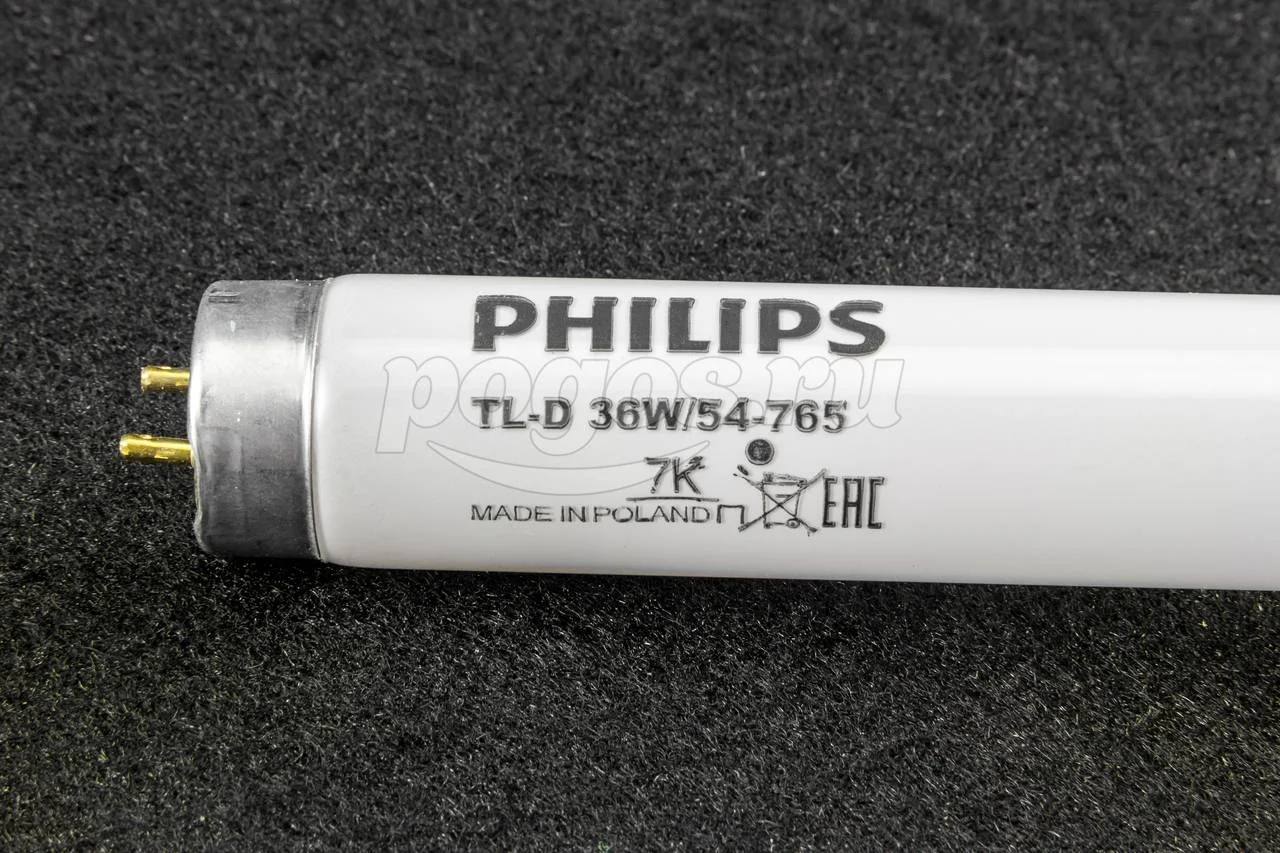 PHILIPS
pogos.ru
TL-D 36W/54-765
7K
MADE IN POLAND
EAC